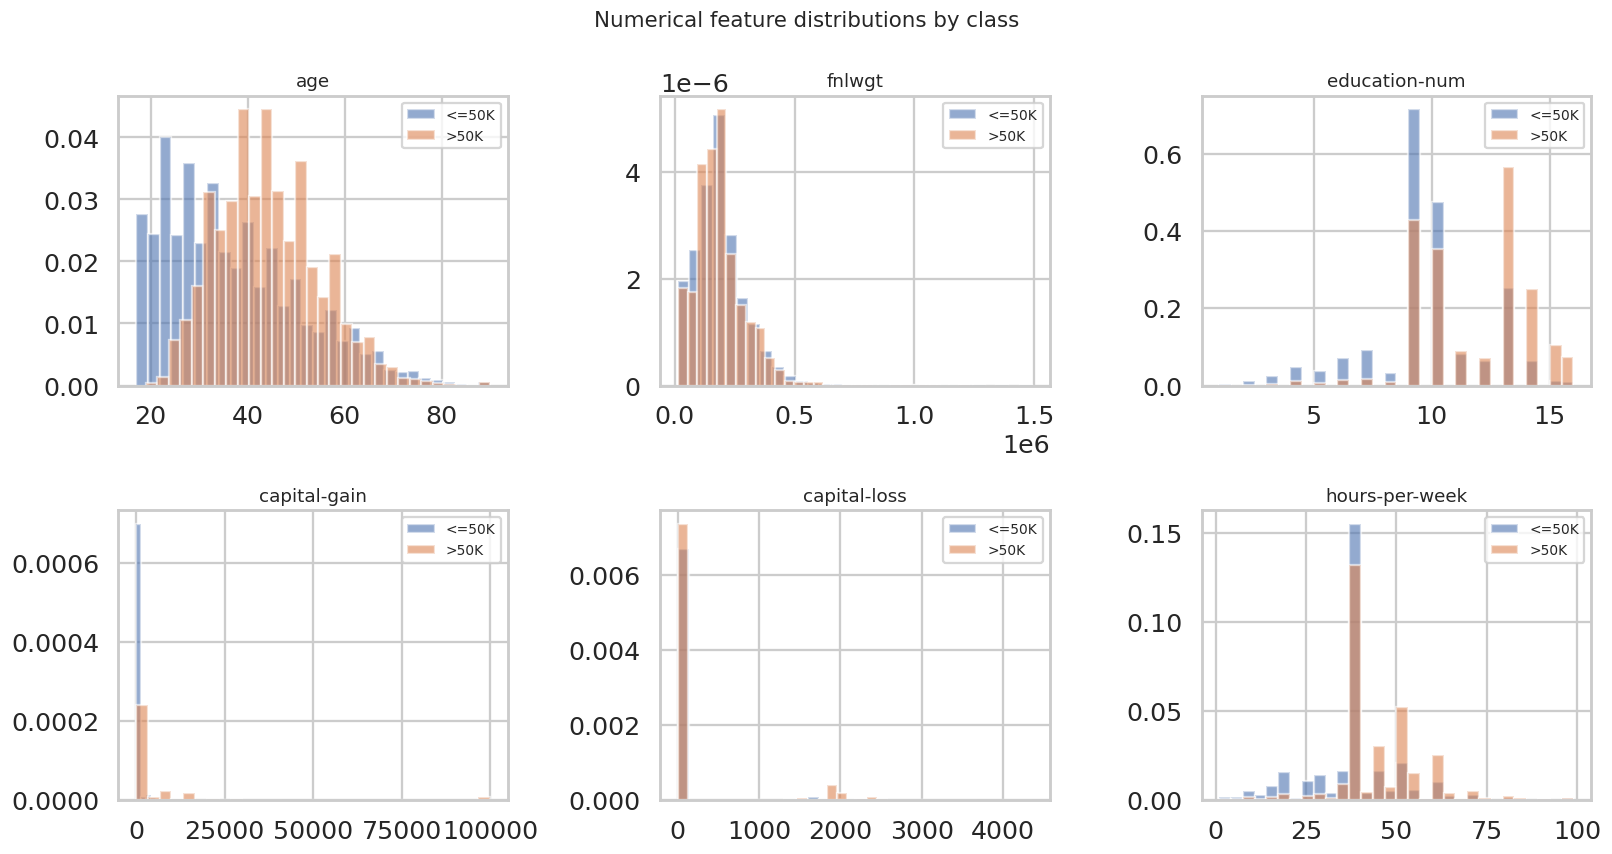 Numerical feature distributions by class
age
<=50K
>50K
0.04
0.03
0.02
0.01
0.00
20 40 60 80
fnlwgt
1e−6
<=50K
>50K
4
2
0
0.0 0.5 1.0 1.5
1e6
education-num
<=50K
>50K
0.6
0.4
0.2
0.0
5 10 15
capital-gain
<=50K
>50K
0.0006
0.0004
0.0002
0.0000
0 25000 50000 75000 100000
capital-loss
<=50K
>50K
0.006
0.004
0.002
0.000
0 1000 2000 3000 4000
hours-per-week
<=50K
>50K
0.15
0.10
0.05
0.00
0 25 50 75 100